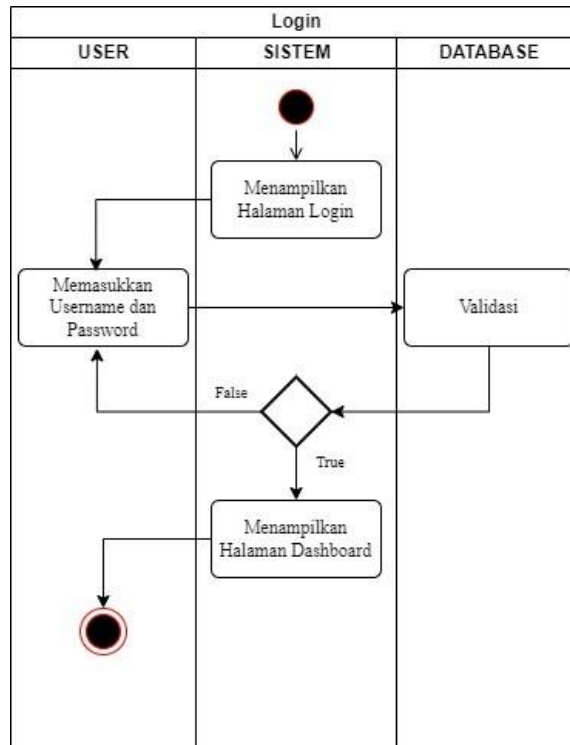 Login
USER
SISTEM
DATABASE
Menampilkan
Halaman Login
Memasukkan
Username dan
Password
Validasi
False
True
Menampilkan
Halaman Dashboard